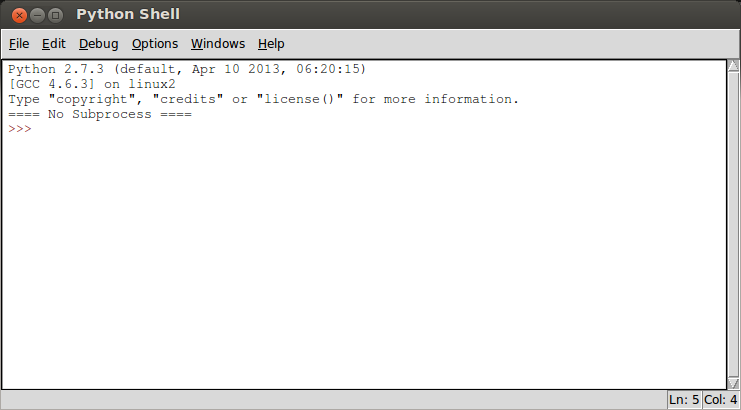 Python Shell
File Edit Debug Options Windows Help
Python 2.7.3 (default, Apr 10 2013, 06:20:15)
[GCC 4.6.3] on linux2
Type "copyright", "credits" or "license()" for more information.
==== No Subprocess ====
>>>
Ln: 5 Col: 4